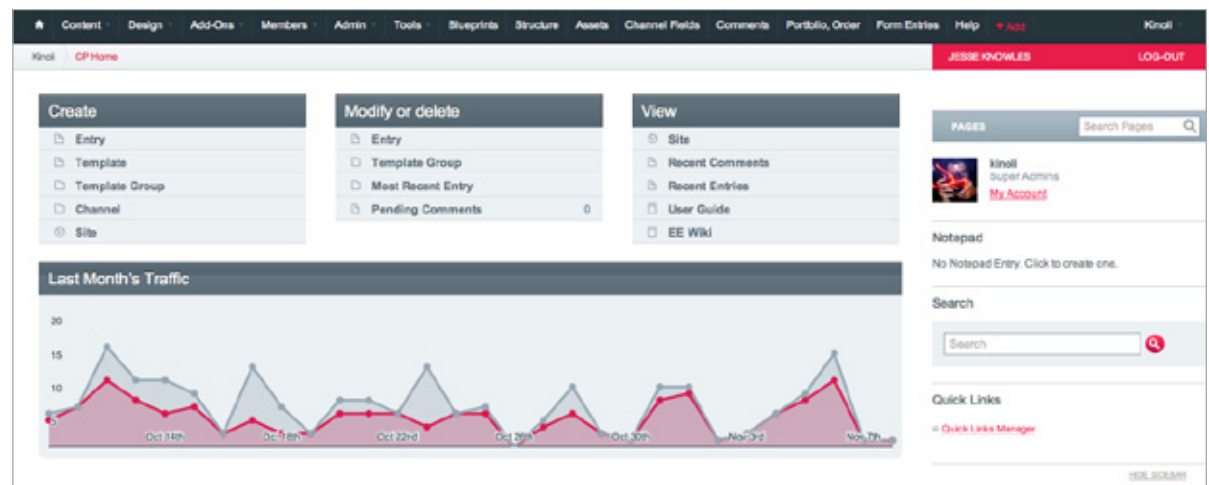 Content Design Add-Ons Members Admin Tools Blueprints Structure Assets Channel Fields Comments Portfolio, Order Form Entries Help + Add Kinoli
Kinoli CP Home JESSE KNOWLES LOG-OUT
Create
Entry
Template
Template Group
Channel
Site
Modify or delete
Entry
Template Group
Most Recent Entry
Pending Comments 0
View
Site
Recent Comments
Recent Entries
User Guide
EE Wiki
Last Month's Traffic
20
15
10
5
Oct 14th Oct 18th Oct 22nd Oct 26th Oct 30th Nov 3rd Nov 7th
PAGES Search Pages
kinoli
Super Admins
My Account
Notepad
No Notepad Entry. Click to create one.
Search
Search
Quick Links
Quick Links Manager
HIDE SIDEBAR